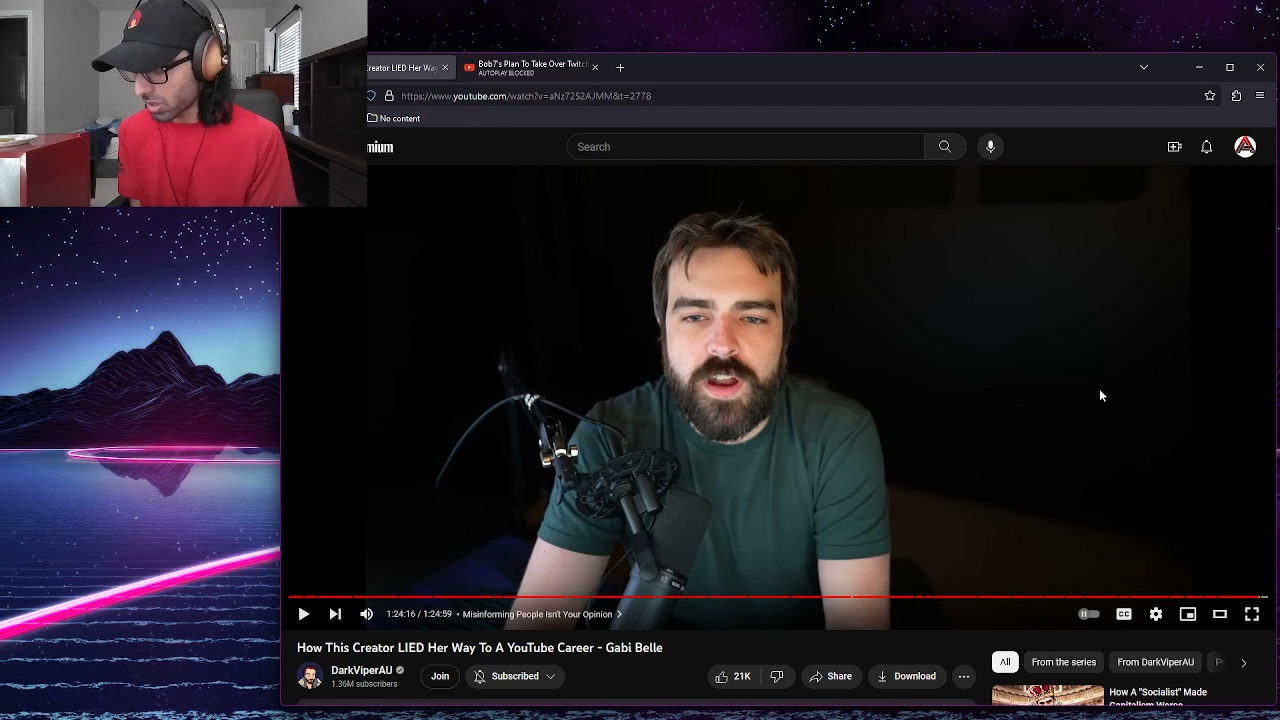 Creator LIED Her Way
Bob7's Plan To Take Over Twitch
AUTOPLAY BLOCKED
https://www.youtube.com/watch?v=aNz72S2AJMM&t=2778
No content
mium
Search
1:24:16 / 1:24:59 • Misinforming People Isn't Your Opinion
CC
How This Creator LIED Her Way To A YouTube Career - Gabi Belle
DarkViperAU
1.36M subscribers
Join
Subscribed
21K
Share
Download
All
From the series
From DarkViperAU
How A "Socialist" Made
Capitalism Worse